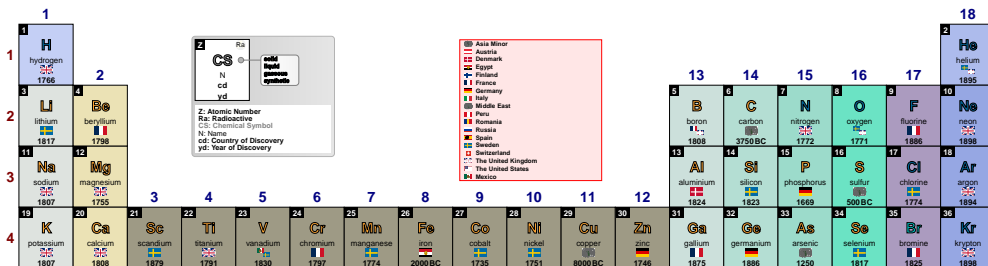 1 18
1 H hydrogen 1766
Z Ra
CS
N
cd
yd
solid
liquid
gaseous
synthetic
Z: Atomic Number
Ra: Radioactive
CS: Chemical Symbol
N: Name
cd: Country of Discovery
yd: Year of Discovery
Asia Minor
Austria
Denmark
Egypt
Finland
France
Germany
Italy
Middle East
Peru
Romania
Russia
Spain
Sweden
Switzerland
The United Kingdom
The United States
Mexico
2 He helium 1895
1
2 13 14 15 16 17
2
3 Li lithium 1817
4 Be beryllium 1798
5 B boron 1808
6 C carbon 3750 BC
7 N nitrogen 1772
8 O oxygen 1771
9 F fluorine 1886
10 Ne neon 1898
3
11 Na sodium 1807
12 Mg magnesium 1755
13 Al aluminium 1824
14 Si silicon 1823
15 P phosphorus 1669
16 S sulfur 500 BC
17 Cl chlorine 1774
18 Ar argon 1894
3 4 5 6 7 8 9 10 11 12
4
19 K potassium 1807
20 Ca calcium 1808
21 Sc scandium 1879
22 Ti titanium 1791
23 V vanadium 1830
24 Cr chromium 1797
25 Mn manganese 1774
26 Fe iron 2000 BC
27 Co cobalt 1735
28 Ni nickel 1751
29 Cu copper 8000 BC
30 Zn zinc 1746
31 Ga gallium 1875
32 Ge germanium 1886
33 As arsenic 1250
34 Se selenium 1817
35 Br bromine 1825
36 Kr krypton 1898